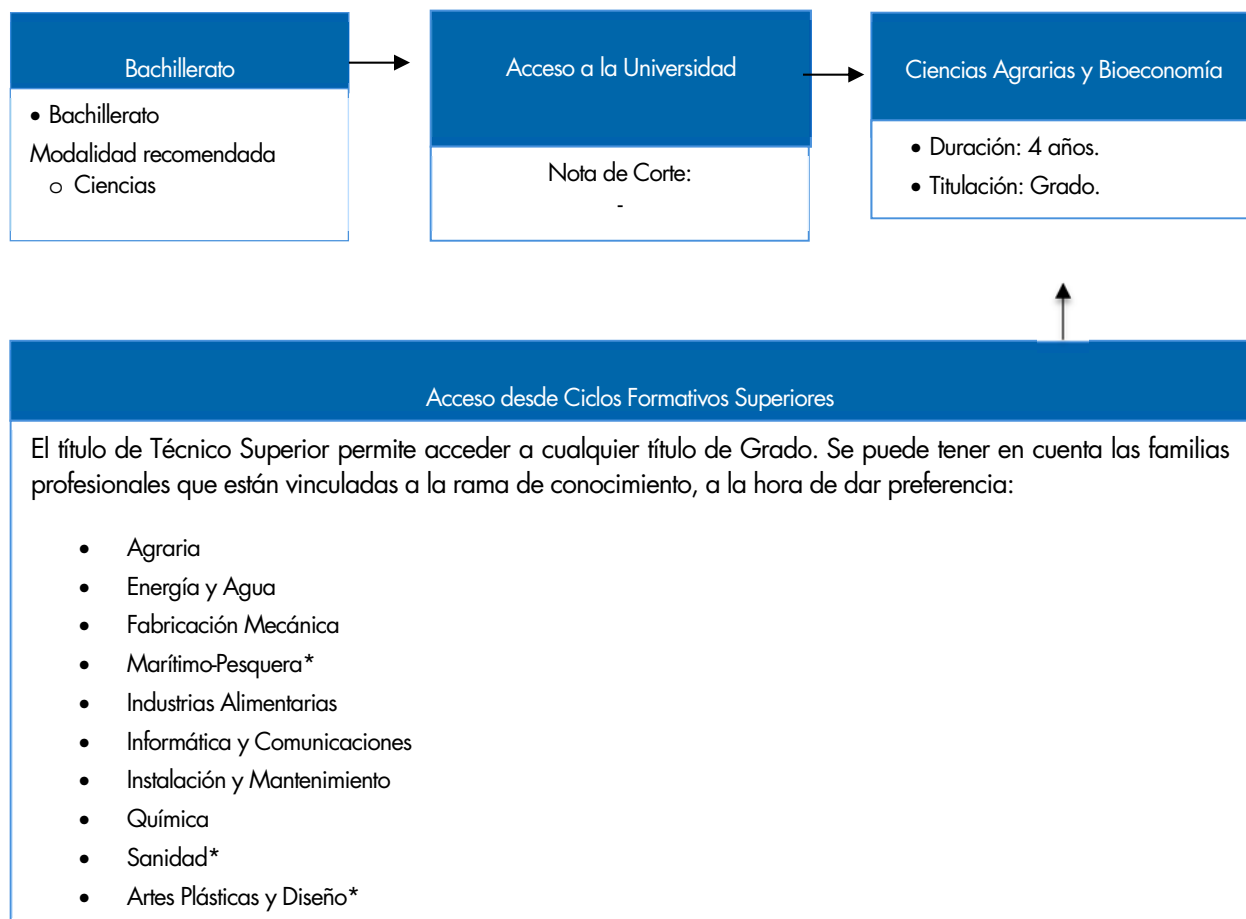 Bachillerato
• Bachillerato
Modalidad recomendada
o Ciencias
Acceso a la Universidad
Nota de Corte:
-
Ciencias Agrarias y Bioeconomía
• Duración: 4 años.
• Titulación: Grado.
Acceso desde Ciclos Formativos Superiores
El título de Técnico Superior permite acceder a cualquier título de Grado. Se puede tener en cuenta las familias
profesionales que están vinculadas a la rama de conocimiento, a la hora de dar preferencia:
• Agraria
• Energía y Agua
• Fabricación Mecánica
• Marítimo-Pesquera*
• Industrias Alimentarias
• Informática y Comunicaciones
• Instalación y Mantenimiento
• Química
• Sanidad*
• Artes Plásticas y Diseño*